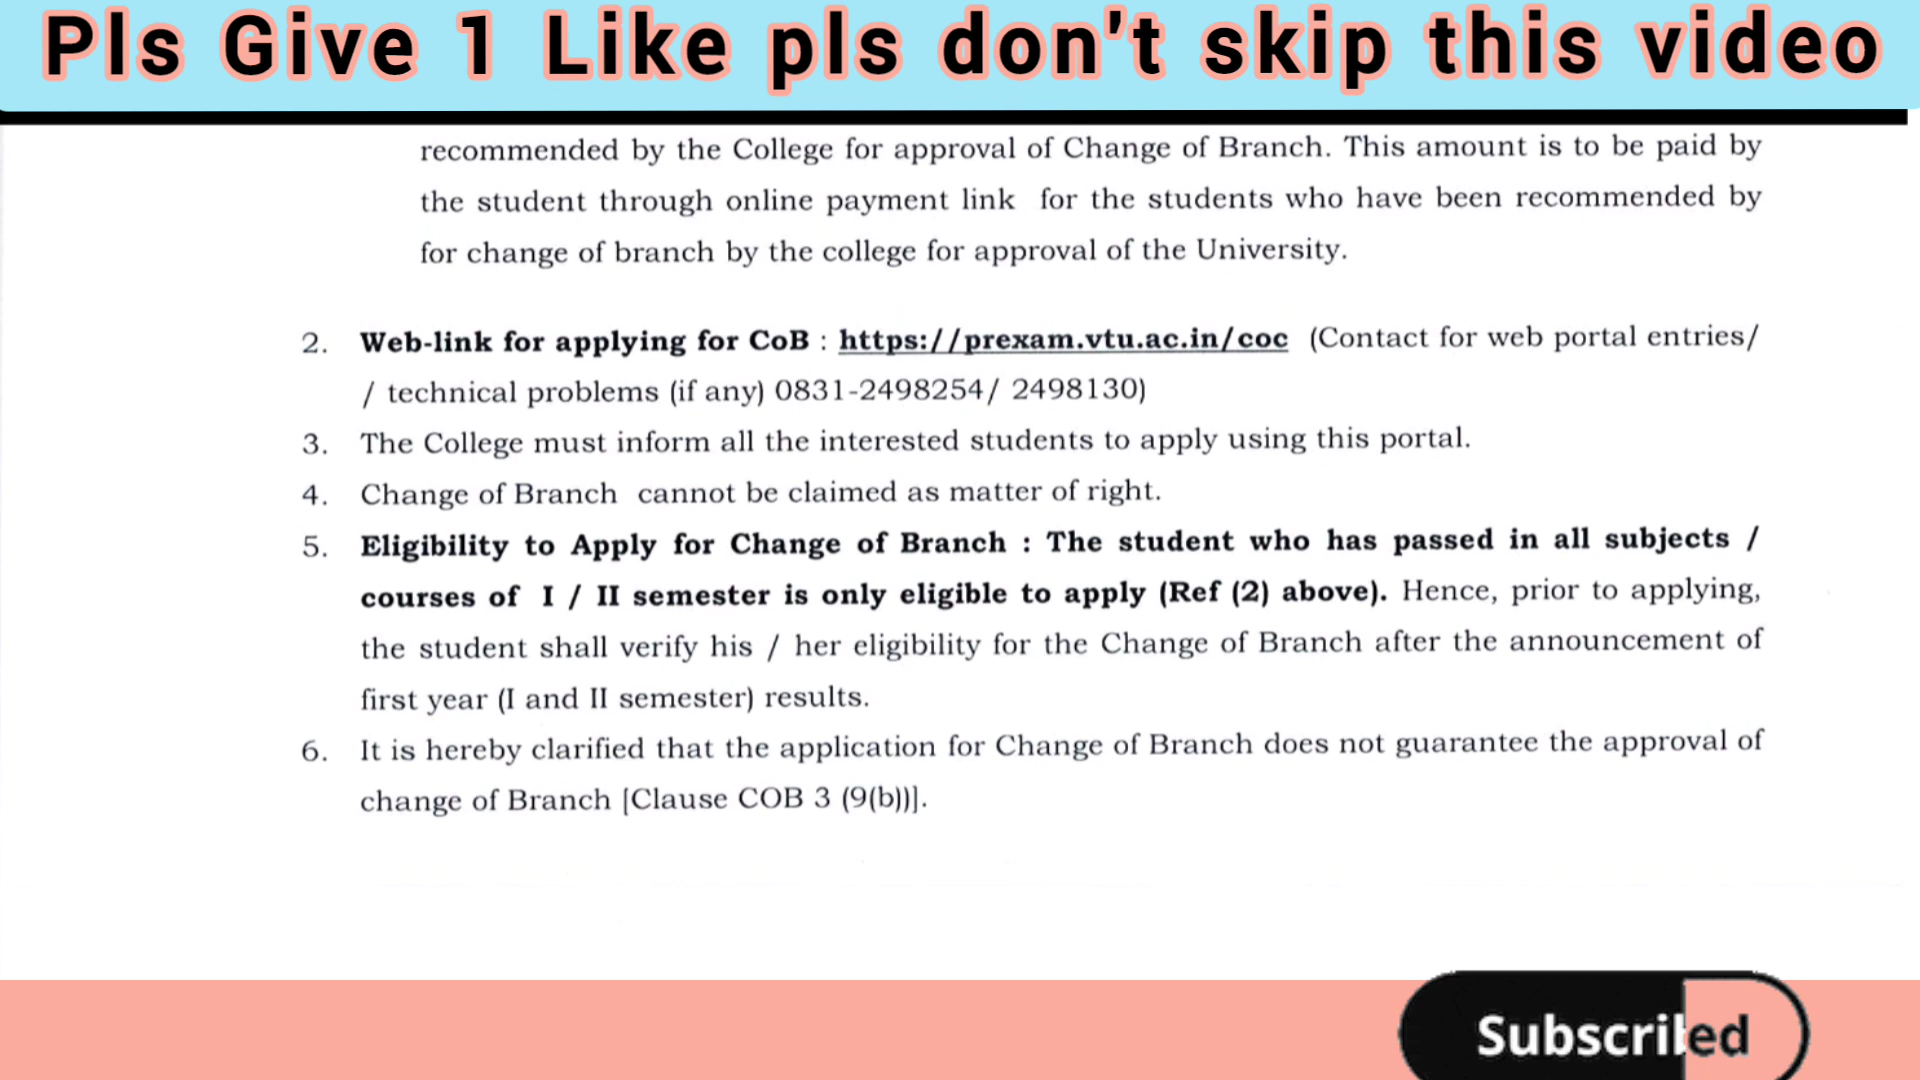 Pls Give 1 Like pls don't skip this video
recommended by the College for approval of Change of Branch. This amount is to be paid by
the student through online payment link for the students who have been recommended by
for change of branch by the college for approval of the University.
2. Web-link for applying for CoB : https://prexam.vtu.ac.in/coc (Contact for web portal entries/
/ technical problems (if any) 0831-2498254/ 2498130)
3. The College must inform all the interested students to apply using this portal.
4. Change of Branch cannot be claimed as matter of right.
5. Eligibility to Apply for Change of Branch : The student who has passed in all subjects /
courses of I / II semester is only eligible to apply (Ref (2) above). Hence, prior to applying,
the student shall verify his / her eligibility for the Change of Branch after the announcement of
first year (I and II semester) results.
6. It is hereby clarified that the application for Change of Branch does not guarantee the approval of
change of Branch [Clause COB 3 (9(b))].